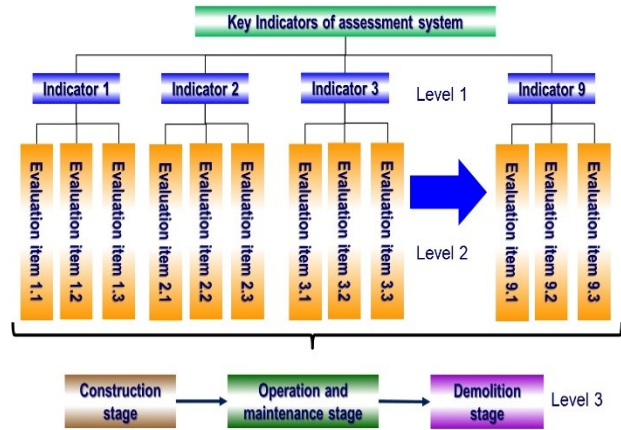 Key Indicators of assessment system
Indicator 1
Indicator 2
Indicator 3
Level 1
Indicator 9
Evaluation item 1.1
Evaluation item 1.2
Evaluation item 1.3
Evaluation item 2.1
Evaluation item 2.2
Evaluation item 2.3
Evaluation item 3.1
Evaluation item 3.2
Evaluation item 3.3
Level 2
Evaluation item 9.1
Evaluation item 9.2
Evaluation item 9.3
Construction
stage
Operation and
maintenance stage
Demolition
stage
Level 3